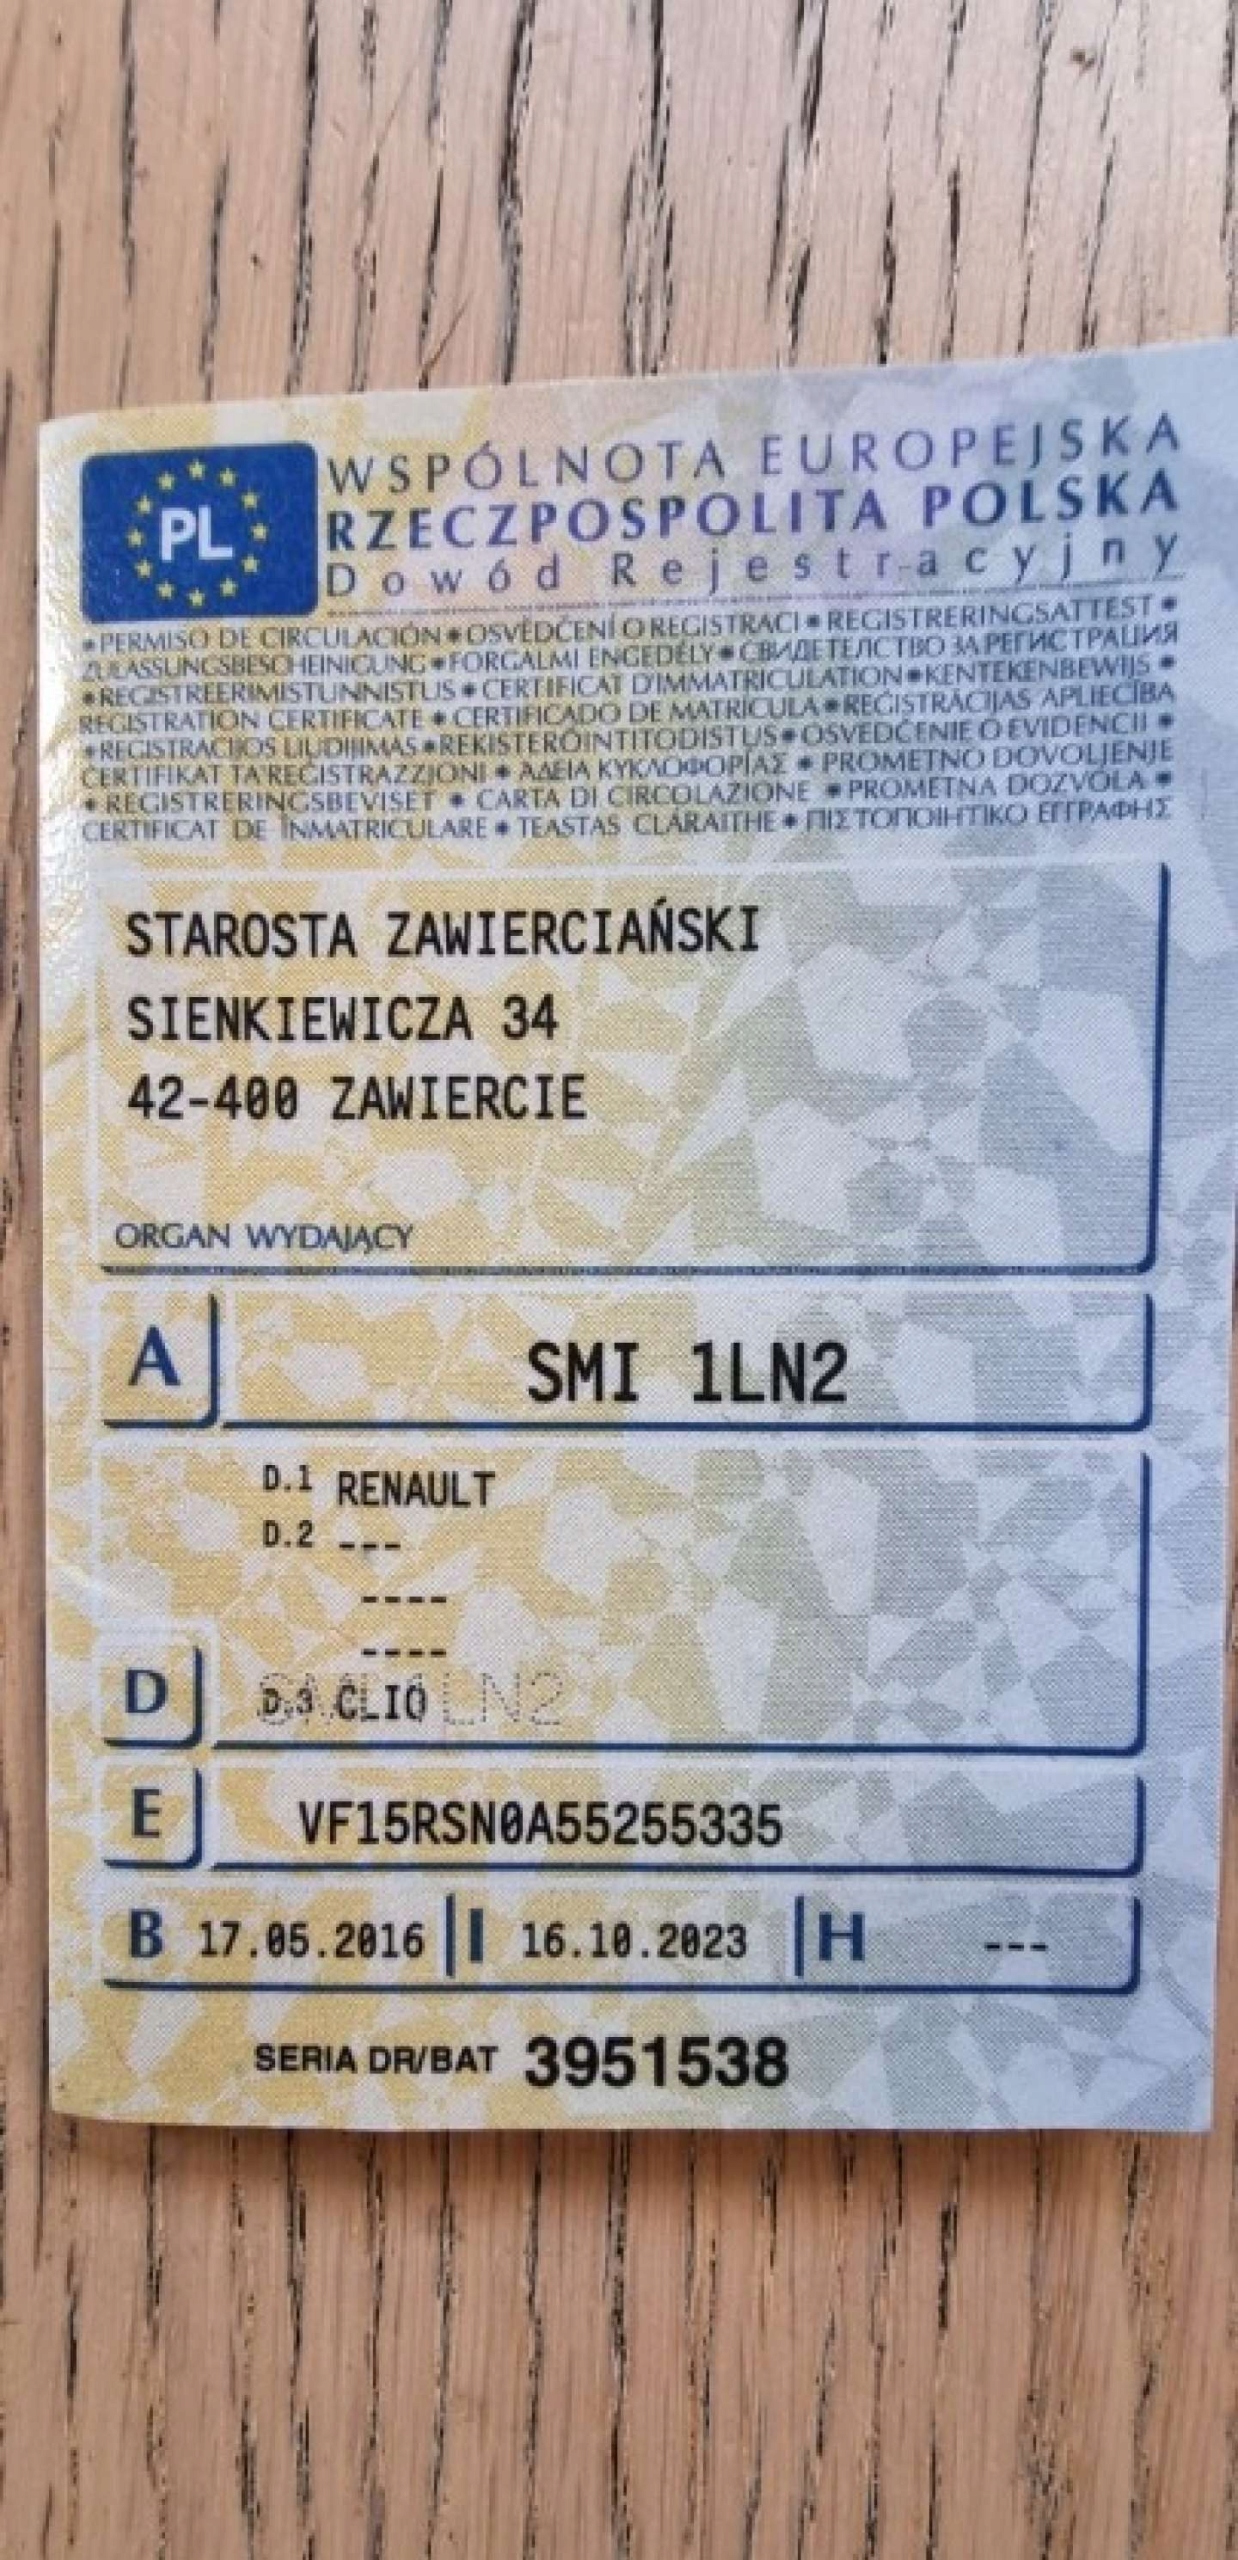 PL
WSPÓLNOTA EUROPEJSKA
RZECZPOSPOLITA POLSKA
Dowód Rejestracyjny
• PERMISO DE CIRCULACIÓN • OSVĚDČENÍ O REGISTRACI • REGISTRERINGSATTEST •
ZULASSUNGSBESCHEINIGUNG • FORGALMI ENGEDÉLY • СВИДЕТЕЛСТВО ЗА РЕГИСТРАЦИЯ
• REGISTREERIMISTUNNISTUS • CERTIFICAT D'IMMATRICULATION • KENTEKENBEWIJS •
REGISTRATION CERTIFICATE • CERTIFICADO DE MATRÍCULA • REĢISTRĀCIJAS APLIECĪBA
• REGISTRACIJOS LIUDIJIMAS • REKISTERÖINTITODISTUS • OSVEDČENIE O EVIDENCII •
ĊERTIFIKAT TA'REĠISTRAZZJONI • ΑΔΕΙΑ ΚΥΚΛΟΦΟΡΙΑΣ • PROMETNO DOVOLJENJE
• REGISTRERINGSBEVISET • CARTA DI CIRCOLAZIONE • PROMETNA DOZVOLA •
CERTIFICAT DE ÎNMATRICULARE • TEASTAS CLÁRAITHE • ΠΙΣΤΟΠΟΙΗΤΙΚΟ ΕΓΓΡΑΦΗΣ
STAROSTA ZAWIERCIAŃSKI
SIENKIEWICZA 34
42-400 ZAWIERCIE
ORGAN WYDAJĄCY
A SMI 1LN2
D.1 RENAULT
D.2 ---
----
----
D D.3 CLIO
SMI 1LN2
E VF15RSN0A55255335
B 17.05.2016 I 16.10.2023 H ---
SERIA DR/BAT 3951538